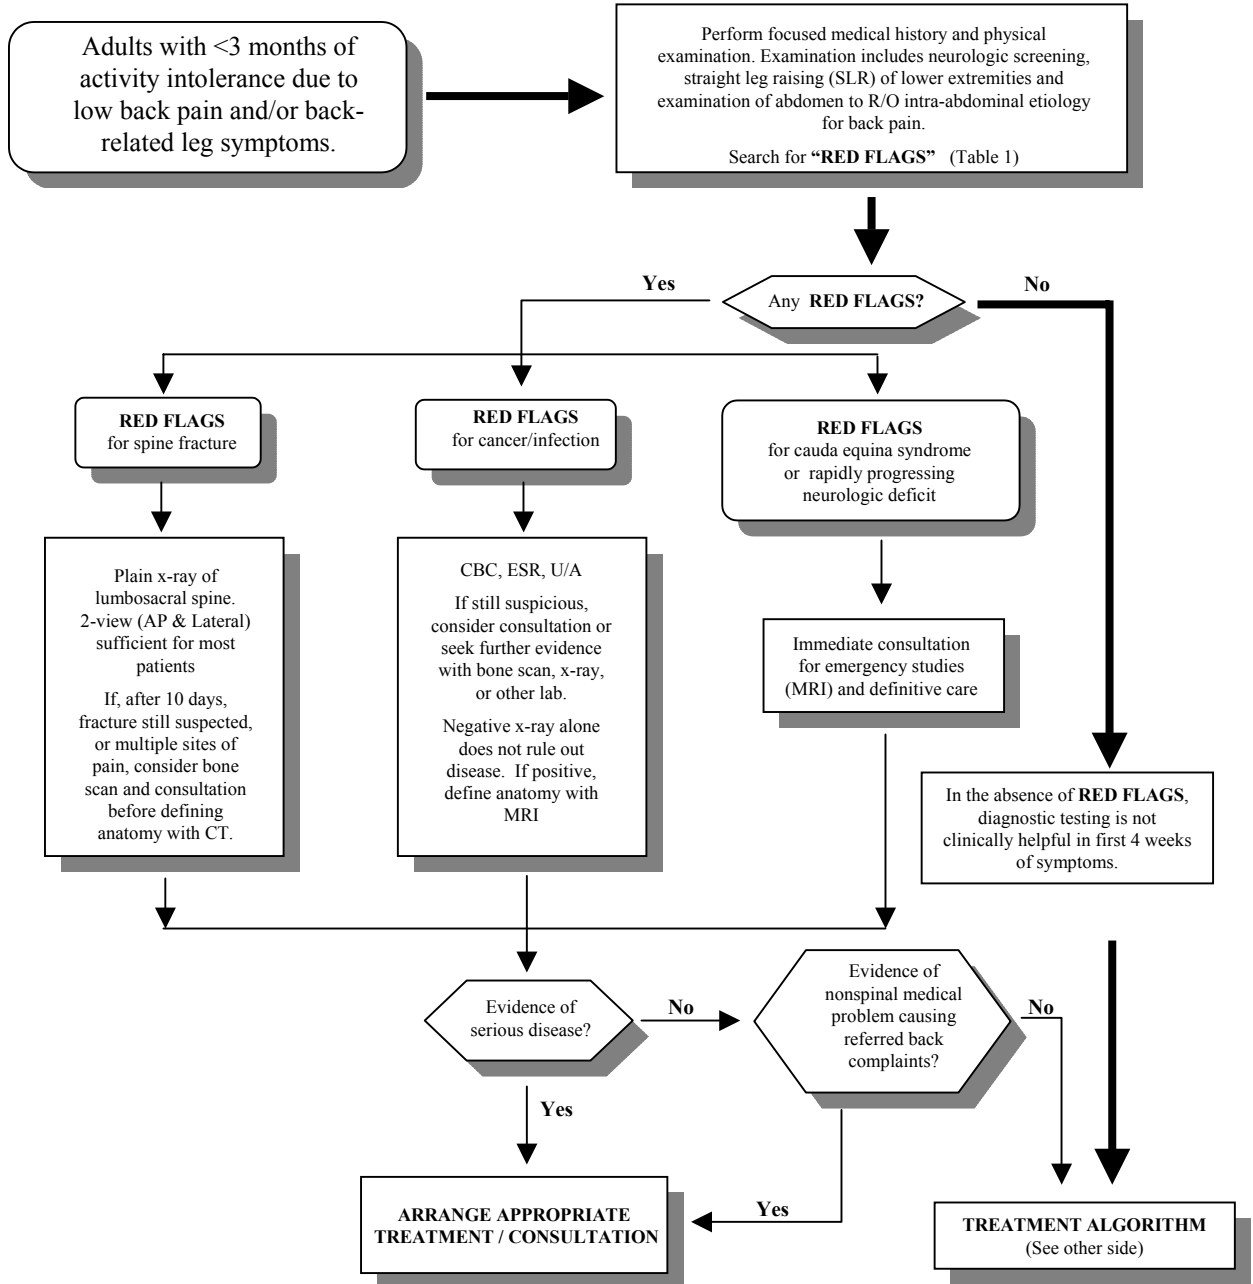 Adults with <3 months of
activity intolerance due to
low back pain and/or back-
related leg symptoms.
Perform focused medical history and physical
examination. Examination includes neurologic screening,
straight leg raising (SLR) of lower extremities and
examination of abdomen to R/O intra-abdominal etiology
for back pain.
Search for “RED FLAGS” (Table 1)
Yes
Any RED FLAGS?
No
RED FLAGS
for spine fracture
RED FLAGS
for cancer/infection
RED FLAGS
for cauda equina syndrome
or rapidly progressing
neurologic deficit
Plain x-ray of
lumbosacral spine.
2-view (AP & Lateral)
sufficient for most
patients
If, after 10 days,
fracture still suspected,
or multiple sites of
pain, consider bone
scan and consultation
before defining
anatomy with CT.
CBC, ESR, U/A
If still suspicious,
consider consultation or
seek further evidence
with bone scan, x-ray,
or other lab.
Negative x-ray alone
does not rule out
disease. If positive,
define anatomy with
MRI
Immediate consultation
for emergency studies
(MRI) and definitive care
In the absence of RED FLAGS,
diagnostic testing is not
clinically helpful in first 4 weeks
of symptoms.
Evidence of
serious disease?
No
Evidence of
nonspinal medical
problem causing
referred back
complaints?
No
Yes
Yes
ARRANGE APPROPRIATE
TREATMENT / CONSULTATION
TREATMENT ALGORITHM
(See other side)